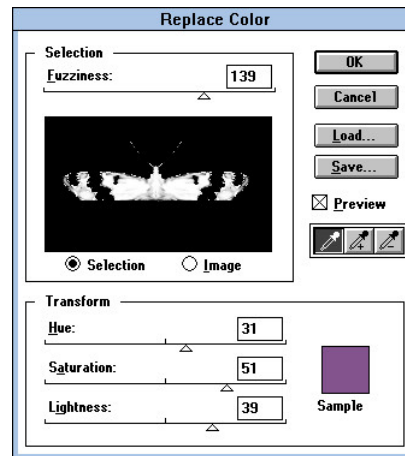 Replace Color
Selection
Fuzziness: 139
Selection Image
OK
Cancel
Load...
Save...
Preview
Transform
Hue: 31
Saturation: 51
Lightness: 39
Sample